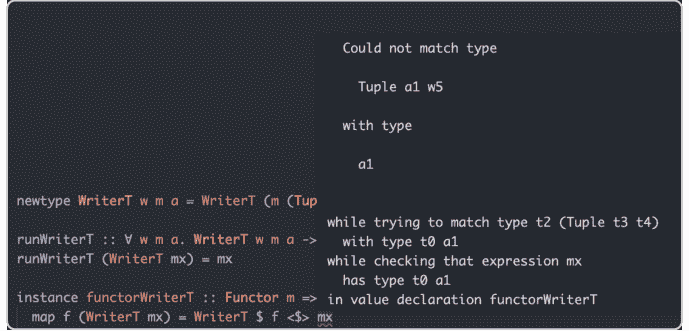 Could not match type
Tuple a1 w5
with type
a1
newtype WriterT w m a = WriterT (m (Tup
while trying to match type t2 (Tuple t3 t4)
runWriterT :: ∀ w m a. WriterT w m a ->
with type t0 a1
runWriterT (WriterT mx) = mx
while checking that expression mx
has type t0 a1
instance functorWriterT :: Functor m =>
in value declaration functorWriterT
map f (WriterT mx) = WriterT $ f <$> mx